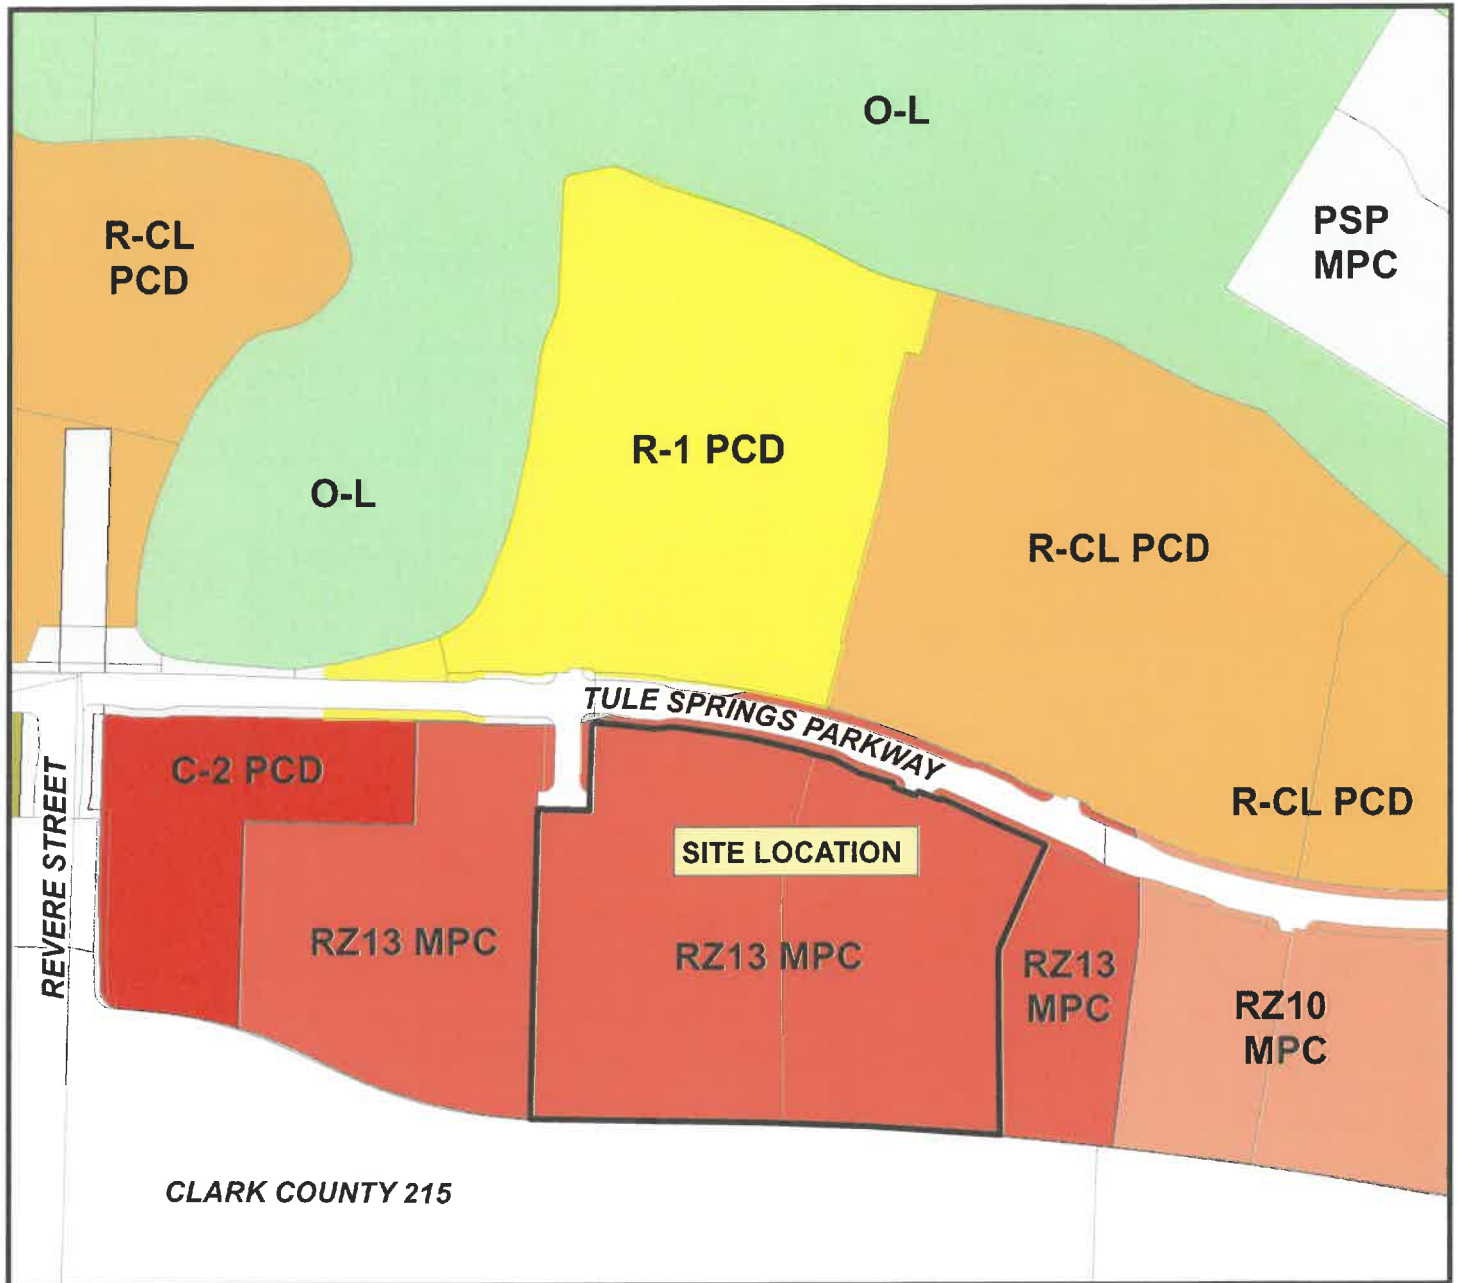 O-L
R-CL
PCD
PSP
MPC
R-1 PCD
O-L
R-CL PCD
TULE SPRINGS PARKWAY
C-2 PCD
R-CL PCD
REVERE STREET
SITE LOCATION
RZ13 MPC
RZ13 MPC
RZ13
MPC
RZ10
MPC
CLARK COUNTY 215